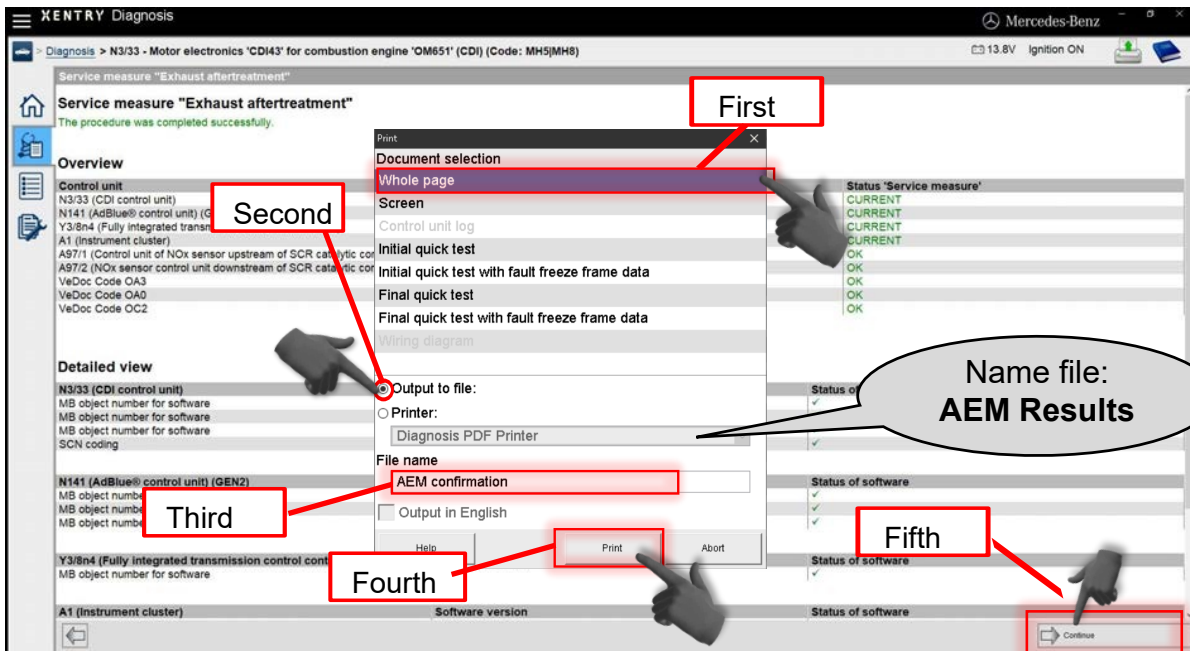 XENTRY Diagnosis
Mercedes-Benz
> Diagnosis > N3/33 - Motor electronics 'CDI43' for combustion engine 'OM651' (CDI) (Code: MH5|MH8)
13.8V Ignition ON
Service measure "Exhaust aftertreatment"
Service measure "Exhaust aftertreatment"
The procedure was completed successfully.
First
Overview
Control unit
Status 'Service measure'
N3/33 (CDI control unit)
CURRENT
N141 (AdBlue® control unit) (G
CURRENT
Y3/8n4 (Fully integrated transm
CURRENT
A1 (Instrument cluster)
CURRENT
A97/1 (Control unit of NOx sensor upstream of SCR catalytic con
OK
A97/2 (NOx sensor control unit downstream of SCR catalytic con
OK
VeDoc Code OA3
OK
VeDoc Code OA0
OK
VeDoc Code OC2
OK
Second
Print
Document selection
Whole page
Screen
Control unit log
Initial quick test
Initial quick test with fault freeze frame data
Final quick test
Final quick test with fault freeze frame data
Wiring diagram
Output to file:
Printer:
Diagnosis PDF Printer
File name
AEM confirmation
Output in English
Help
Print
Abort
Name file:
AEM Results
Detailed view
N3/33 (CDI control unit)
Status of
MB object number for software
MB object number for software
MB object number for software
SCN coding
N141 (AdBlue® control unit) (GEN2)
Status of software
MB object numbe
MB object numbe
MB object numbe
Third
Fourth
Fifth
Y3/8n4 (Fully integrated transmission control cont
Status of software
MB object number for software
A1 (Instrument cluster)
Software version
Status of software
Continue